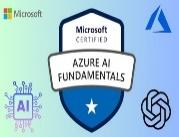 Microsoft
Microsoft
CERTIFIED
AZURE AI
FUNDAMENTALS
AI